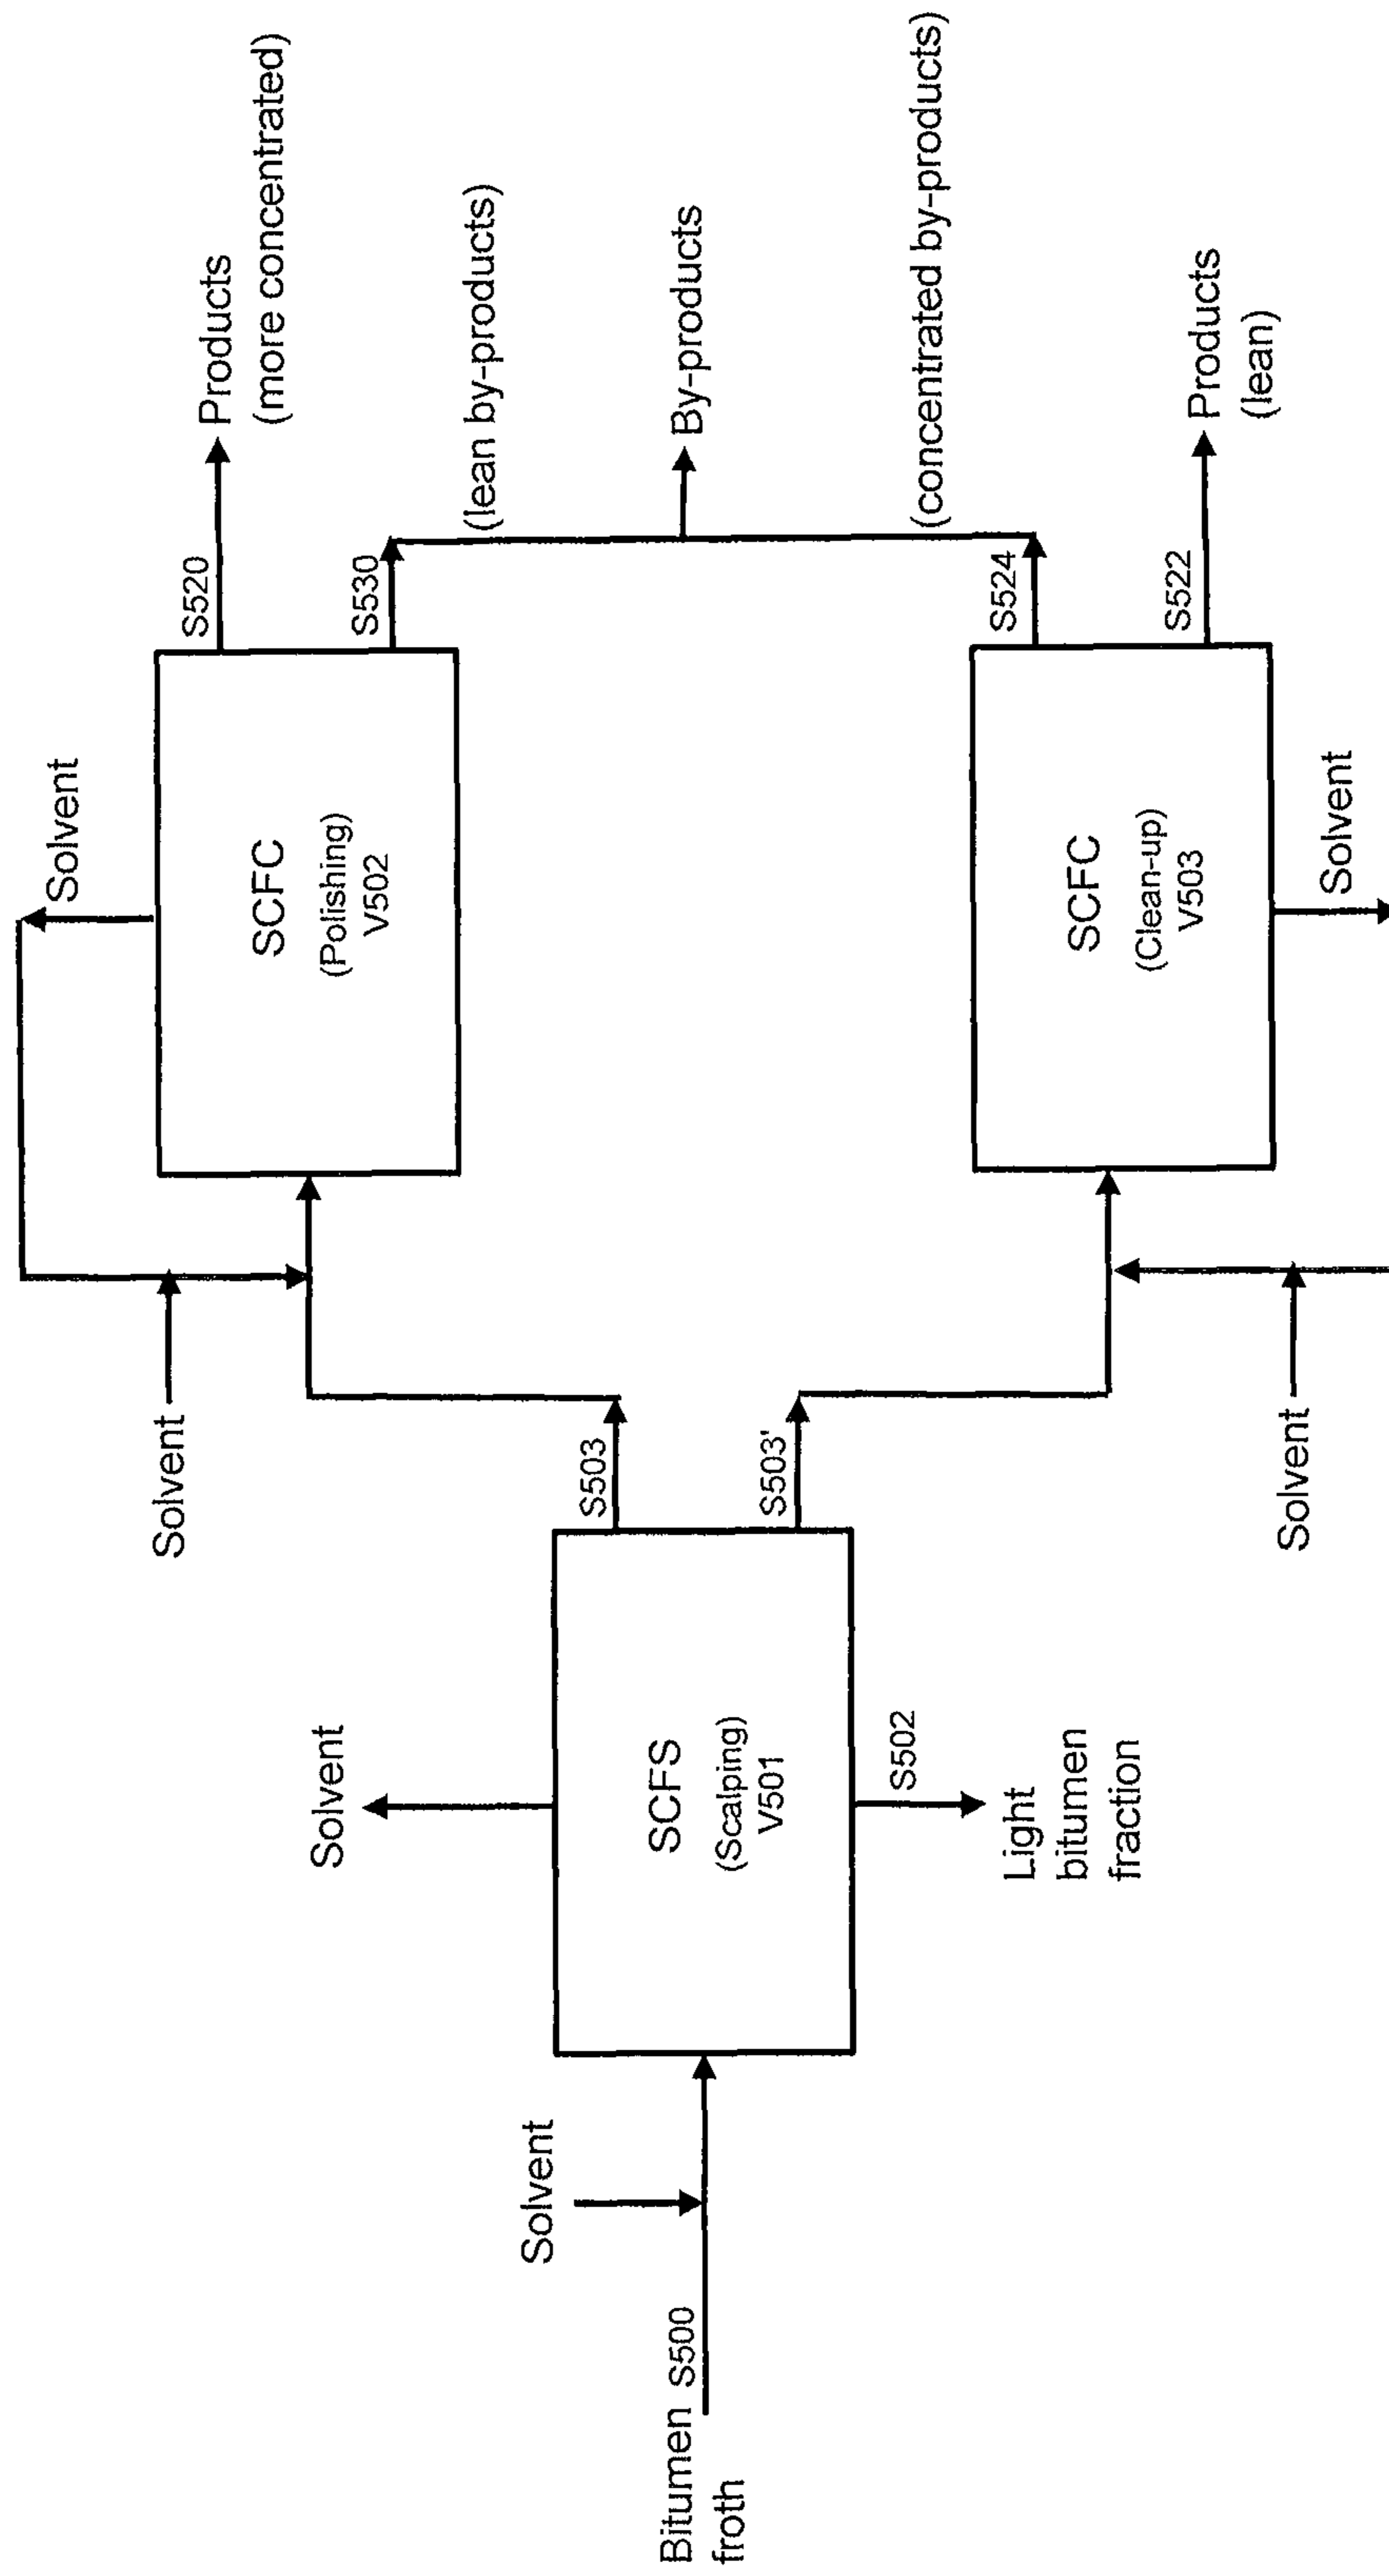 Bitumen
froth
S500
Solvent
Solvent
SCFS
(Scalping)
V501
S502
Light
bitumen
fraction
S503
S503'
Solvent
Solvent
SCFC
(Polishing)
V502
S520
Products
(more concentrated)
S530
(lean by-products)
By-products
(concentrated by-products)
S524
Solvent
SCFC
(Clean-up)
V503
Solvent
S522
Products
(lean)